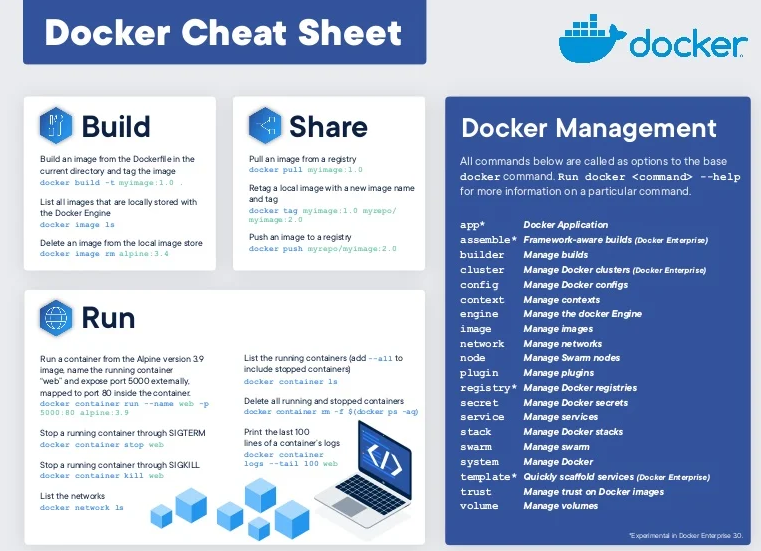 Docker Cheat Sheet
docker
Build
Build an image from the Dockerfile in the
current directory and tag the image
docker build -t myimage:1.0 .
List all images that are locally stored with
the Docker Engine
docker image ls
Delete an image from the local image store
docker image rm alpine:3.4
Share
Pull an image from a registry
docker pull myimage:1.0
Retag a local image with a new image name
and tag
docker tag myimage:1.0 myrepo/
myimage:2.0
Push an image to a registry
docker push myrepo/myimage:2.0
Run
Run a container from the Alpine version 3.9
image, name the running container
"web" and expose port 5000 externally,
mapped to port 80 inside the container.
docker container run --name web -p
5000:80 alpine:3.9
Stop a running container through SIGTERM
docker container stop web
Stop a running container through SIGKILL
docker container kill web
List the networks
docker network ls
List the running containers (add --all to
include stopped containers)
docker container ls
Delete all running and stopped containers
docker container rm -f $(docker ps -aq)
Print the last 100
lines of a container's logs
docker container
logs --tail 100 web
</>
Docker Management
All commands below are called as options to the base
docker command. Run docker <command> --help
for more information on a particular command.
app* Docker Application
assemble* Framework-aware builds (Docker Enterprise)
builder Manage builds
cluster Manage Docker clusters (Docker Enterprise)
config Manage Docker configs
context Manage contexts
engine Manage the docker Engine
image Manage images
network Manage networks
node Manage Swarm nodes
plugin Manage plugins
registry* Manage Docker registries
secret Manage Docker secrets
service Manage services
stack Manage Docker stacks
swarm Manage swarm
system Manage Docker
template* Quickly scaffold services (Docker Enterprise)
trust Manage trust on Docker images
volume Manage volumes
*Experimental in Docker Enterprise 3.0.